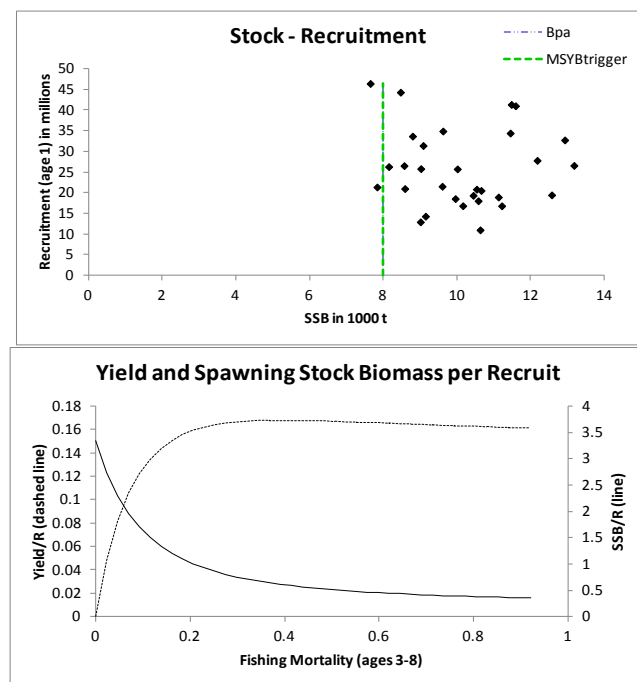 Stock - Recruitment
Bpa
MSYBtrigger
Recruitment (age 1) in millions
50
45
40
35
30
25
20
15
10
5
0
0 2 4 6 8 10 12 14
SSB in 1000 t
Yield and Spawning Stock Biomass per Recruit
Yield/R (dashed line)
0.18
0.16
0.14
0.12
0.1
0.08
0.06
0.04
0.02
0
4
3.5
3
2.5
2
1.5
1
0.5
0
SSB/R (line)
0 0.2 0.4 0.6 0.8 1
Fishing Mortality (ages 3-8)